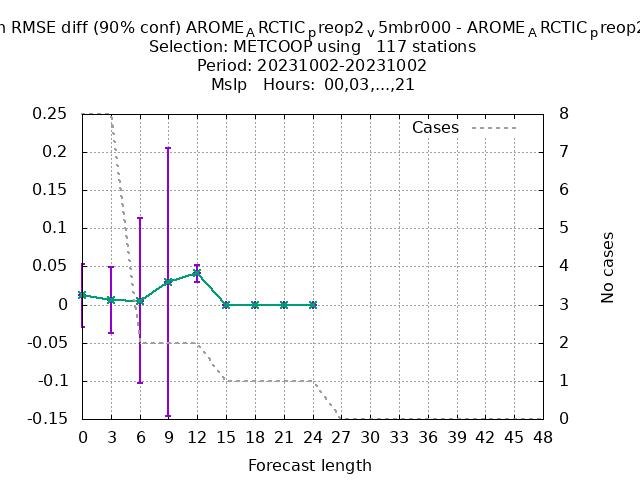 RMSE diff (90% conf) AROME_ARCTIC_preop2_v5mbr000 - AROME_ARCTIC_preop2
Selection: METCOOP using 117 stations
Period: 20231002-20231002
Mslp Hours: 00,03,...,21
Cases
0.25
0.2
0.15
0.1
0.05
0
-0.05
-0.1
-0.15
8
7
6
5
4
3
2
1
0
No cases
0 3 6 9 12 15 18 21 24 27 30 33 36 39 42 45 48
Forecast length